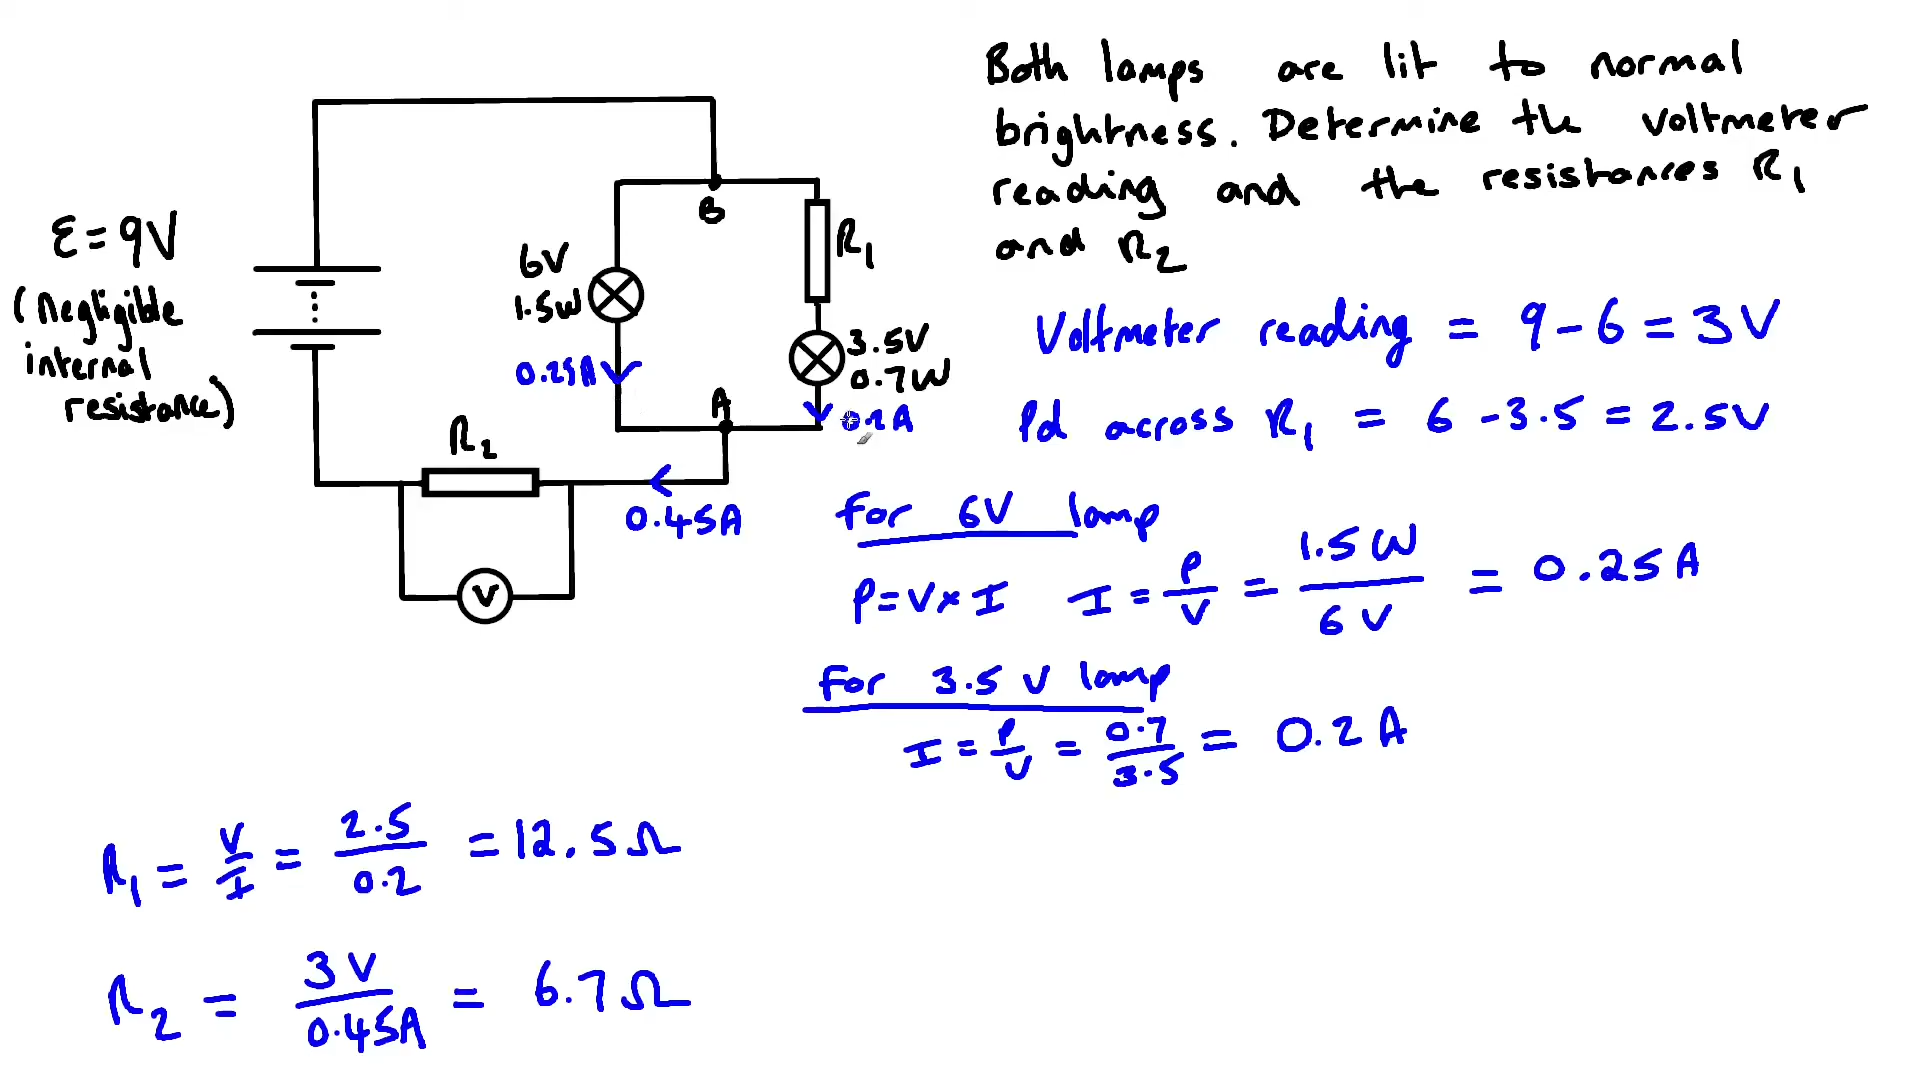 Both lamps are lit to normal
brightness. Determine the voltmeter
reading and the resistances R1
and R2
ε = 9V
(negligible
internal
resistance)
B
R1
6V
1.5W
3.5V
0.7W
0.25A
A
0.2A
R2
0.45A
V
Voltmeter reading = 9 - 6 = 3V
Pd across R1 = 6 - 3.5 = 2.5V
For 6V lamp
P = V × I I = P/V = 1.5W/6V = 0.25A
For 3.5V lamp
I = P/V = 0.7/3.5 = 0.2A
R1 = V/I = 2.5/0.2 = 12.5Ω
R2 = 3V/0.45A = 6.7Ω